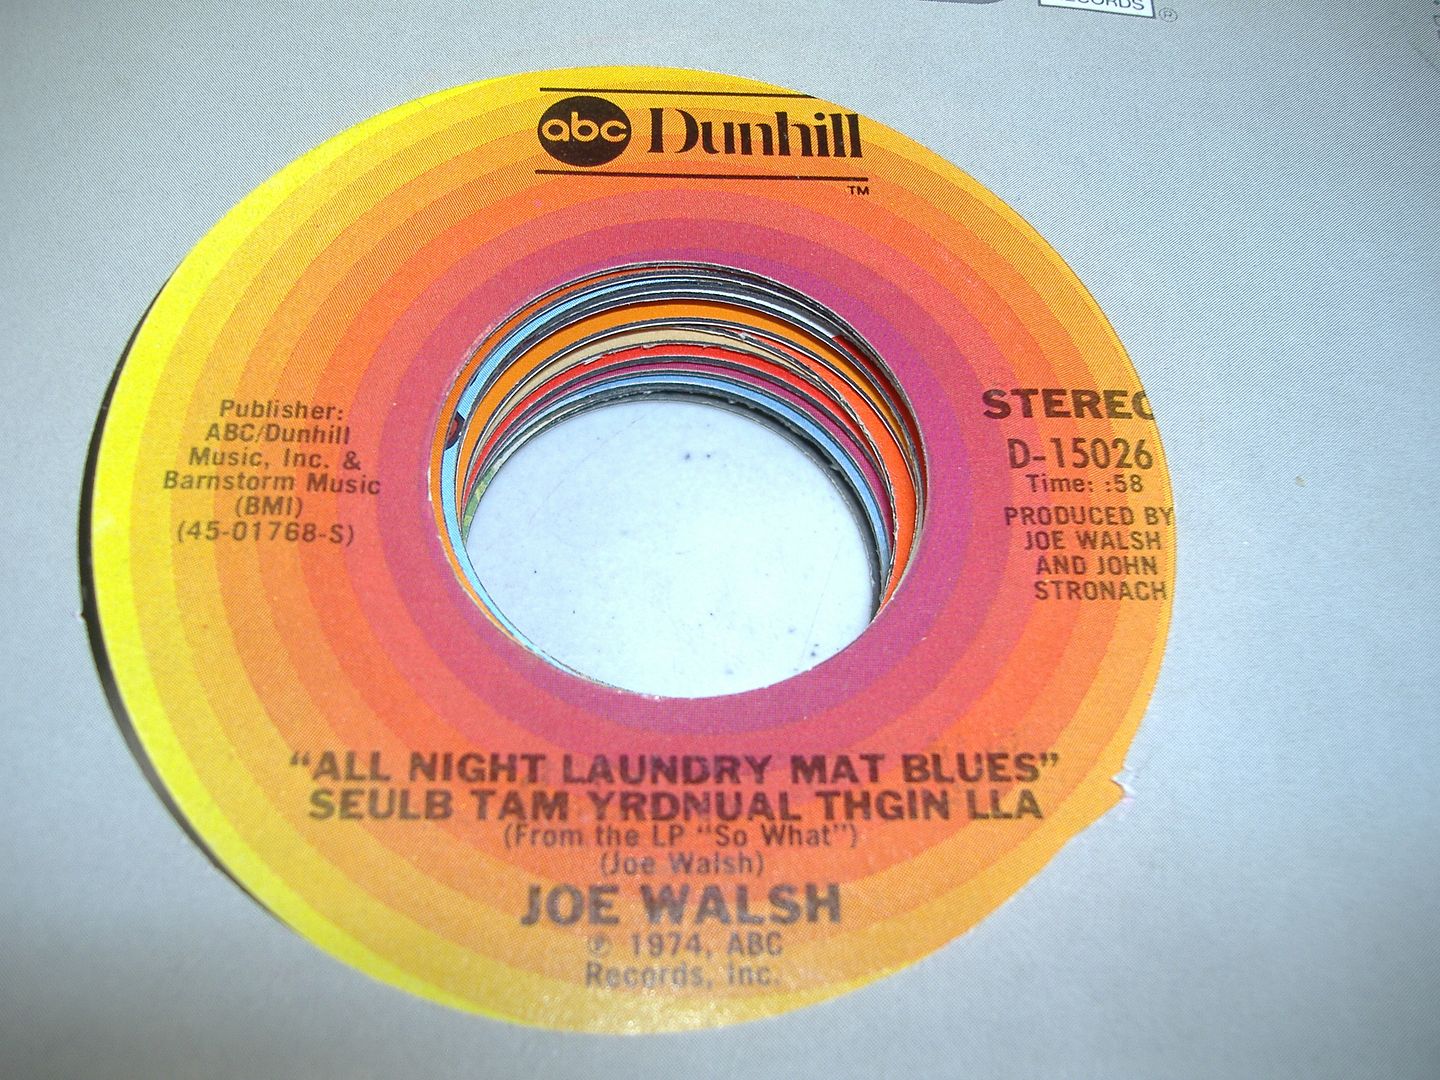 RECORDS ®
abc Dunhill
TM
Publisher:
ABC/Dunhill
Music, Inc. &
Barnstorm Music
(BMI)
(45-01768-S)
STEREO
D-15026
Time: :58
PRODUCED BY
JOE WALSH
AND JOHN
STRONACH
"ALL NIGHT LAUNDRY MAT BLUES"
SEULB TAM YRDNUAL THGIN LLA
(From the LP "So What")
(Joe Walsh)
JOE WALSH
℗ 1974, ABC
Records, Inc.